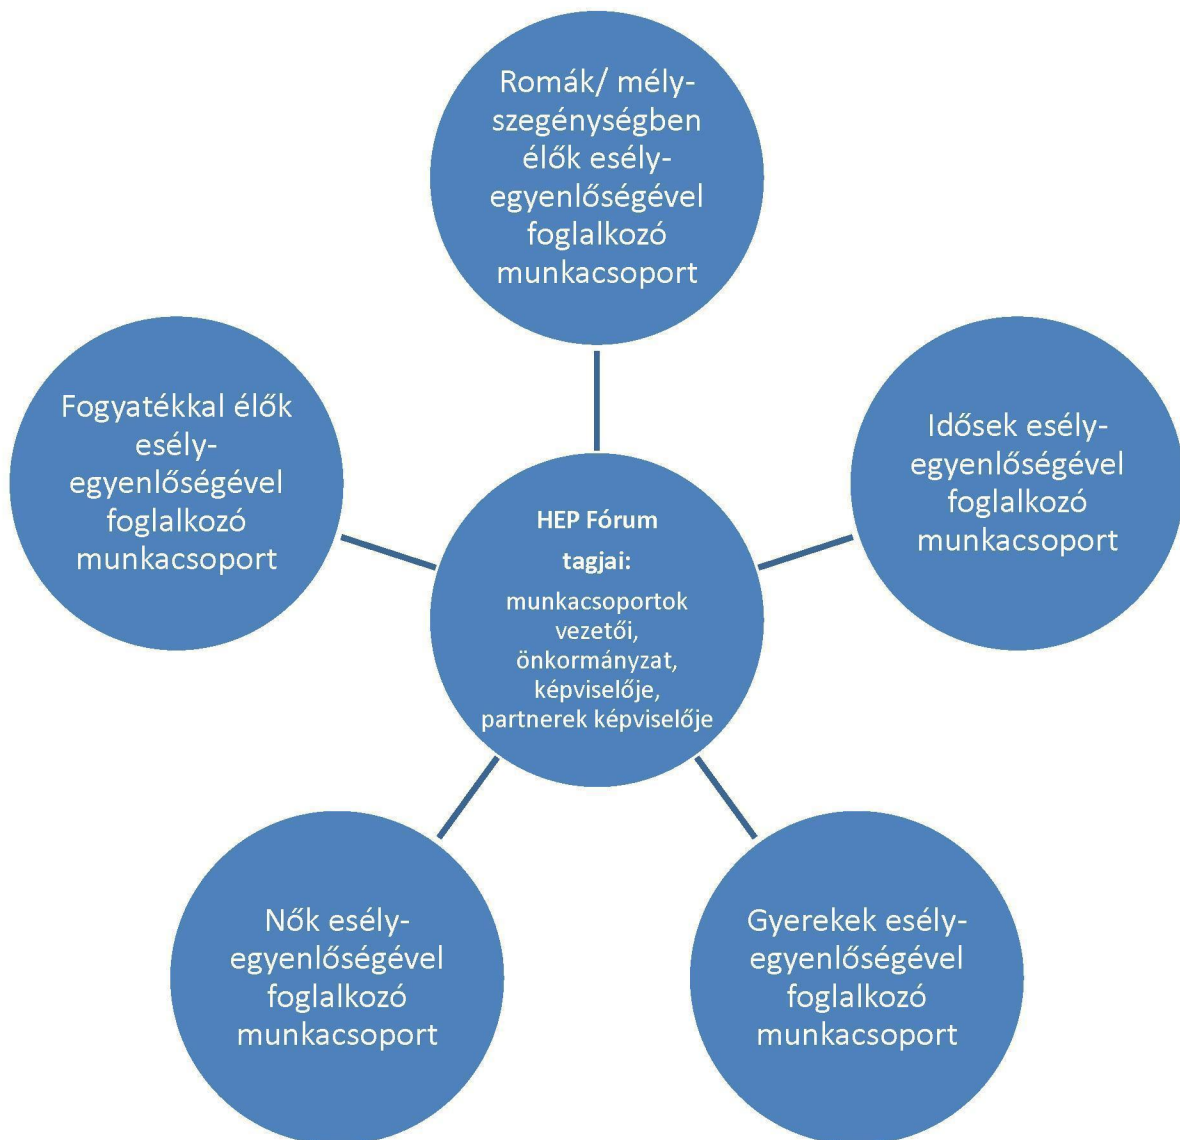 Romák/ mély-
szegénységben
élők esély-
egyenlőségével
foglalkozó
munkacsoport
Fogyatékkal élők
esély-
egyenlőségével
foglalkozó
munkacsoport
Idősek esély-
egyenlőségével
foglalkozó
munkacsoport
HEP Fórum
tagjai:
munkacsoportok
vezetői,
önkormányzat,
képviselője,
partnerek képviselője
Nők esély-
egyenlőségével
foglalkozó
munkacsoport
Gyerekek esély-
egyenlőségével
foglalkozó
munkacsoport